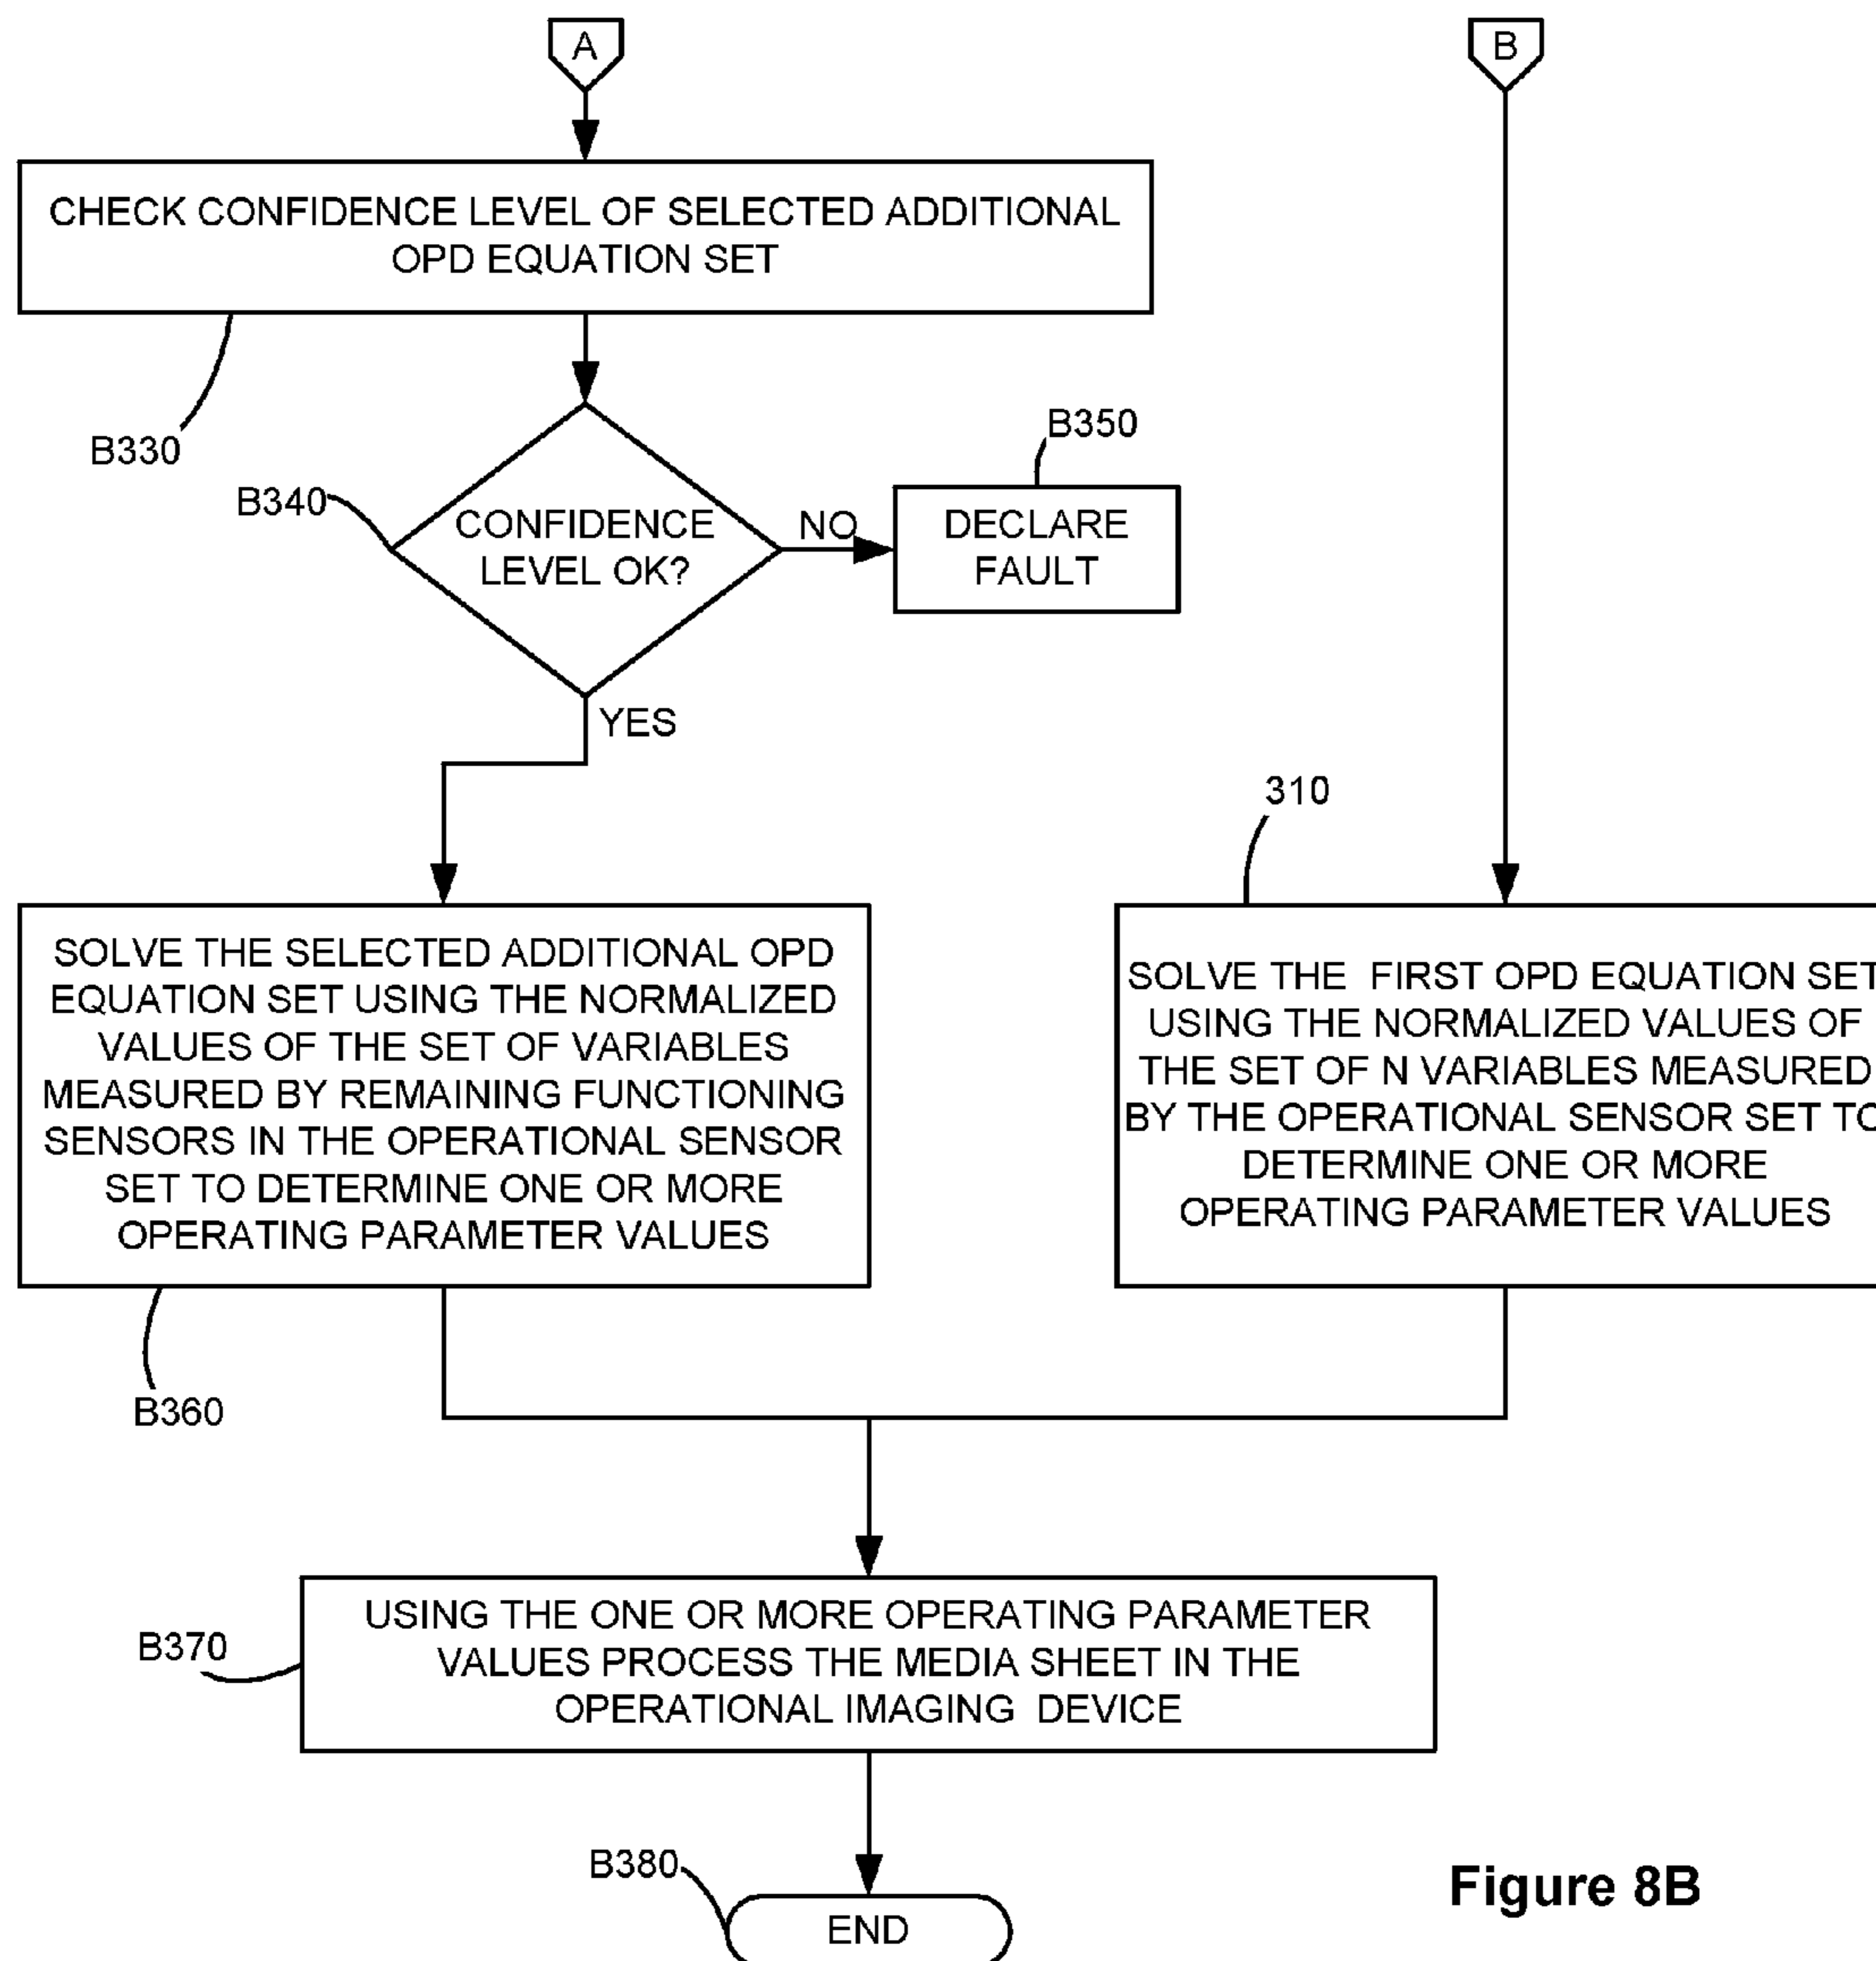 A
B
CHECK CONFIDENCE LEVEL OF SELECTED ADDITIONAL
OPD EQUATION SET
B330
B340
CONFIDENCE
LEVEL OK?
NO
B350
DECLARE
FAULT
YES
310
SOLVE THE SELECTED ADDITIONAL OPD
EQUATION SET USING THE NORMALIZED
VALUES OF THE SET OF VARIABLES
MEASURED BY REMAINING FUNCTIONING
SENSORS IN THE OPERATIONAL SENSOR
SET TO DETERMINE ONE OR MORE
OPERATING PARAMETER VALUES
B360
SOLVE THE FIRST OPD EQUATION SET
USING THE NORMALIZED VALUES OF
THE SET OF N VARIABLES MEASURED
BY THE OPERATIONAL SENSOR SET TO
DETERMINE ONE OR MORE
OPERATING PARAMETER VALUES
B370
USING THE ONE OR MORE OPERATING PARAMETER
VALUES PROCESS THE MEDIA SHEET IN THE
OPERATIONAL IMAGING DEVICE
B380
END
Figure 8B